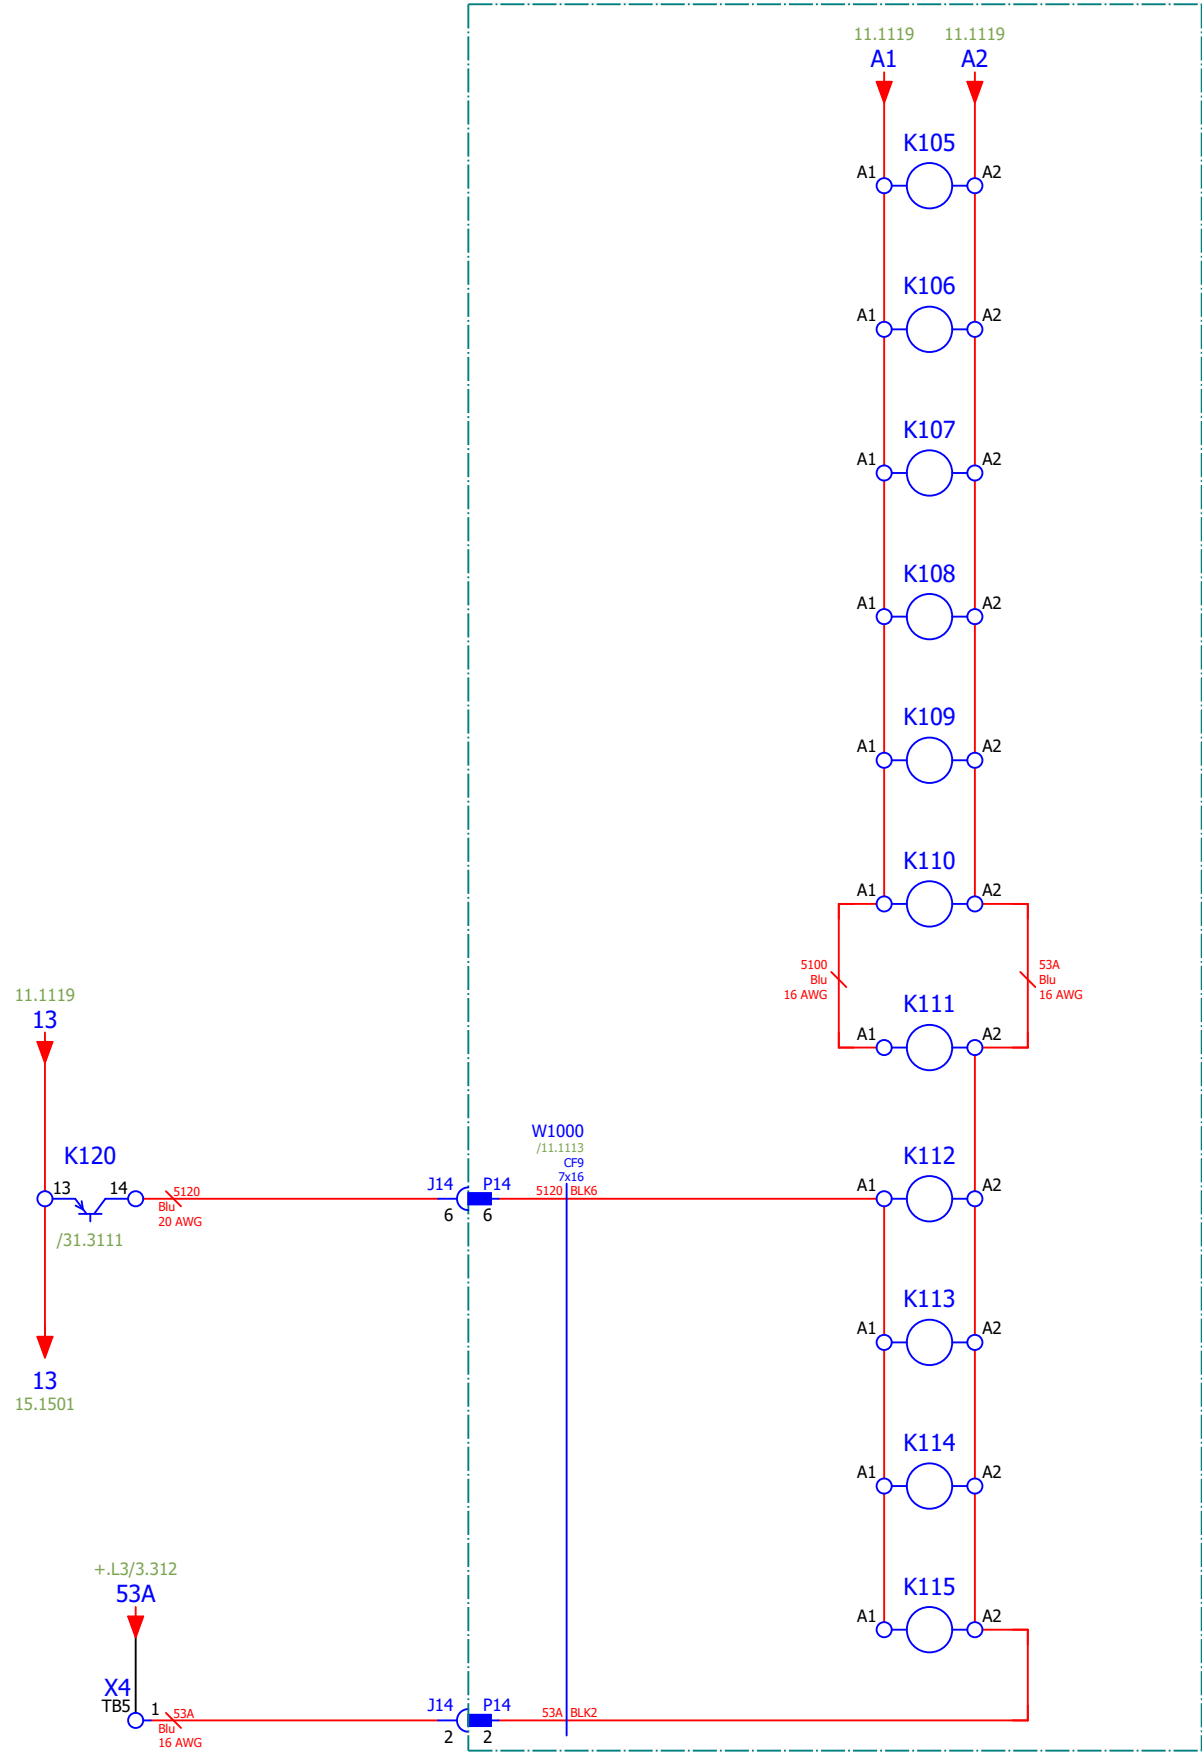 11.1119 11.1119
A1 A2
K105
A1 A2
K106
A1 A2
K107
A1 A2
K108
A1 A2
K109
A1 A2
K110
A1 A2
5100
Blu
16 AWG
53A
Blu
16 AWG
K111
A1 A2
11.1119
13
K120
13 14
/31.3111
5120
Blu
20 AWG
J14 P14
6 6
W1000
/11.1113
CF9
7x16
5120 BLK6
K112
A1 A2
K113
A1 A2
13
15.1501
K114
A1 A2
K115
A1 A2
+.L3/3.312
53A
X4
TB5
1
53A
Blu
16 AWG
J14 P14
2 2
53A BLK2